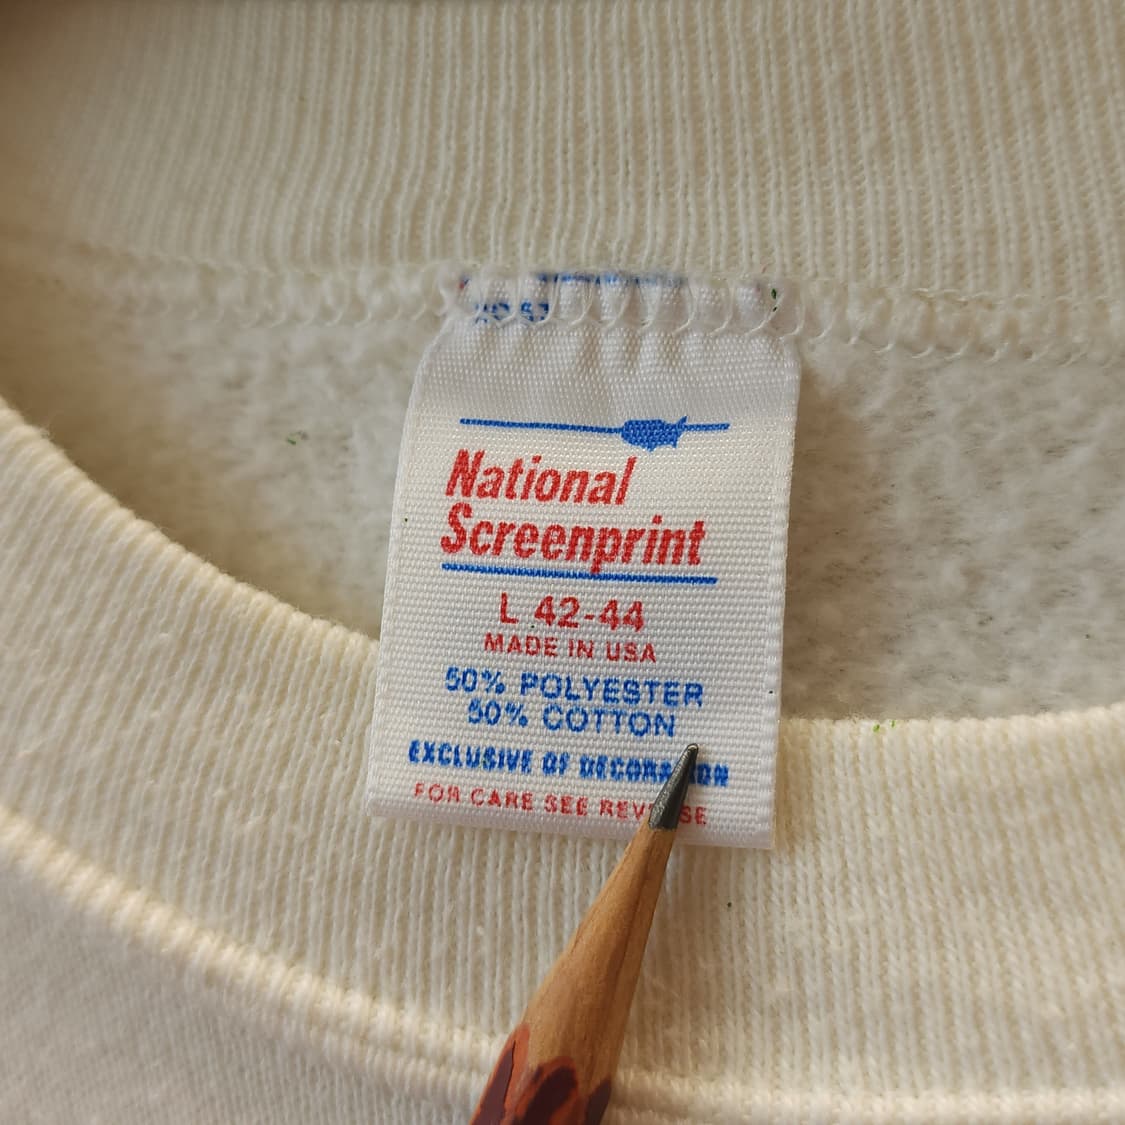 National
Screenprint
L 42-44
MADE IN USA
50% POLYESTER
50% COTTON
EXCLUSIVE OF DECORATION
FOR CARE SEE REVERSE